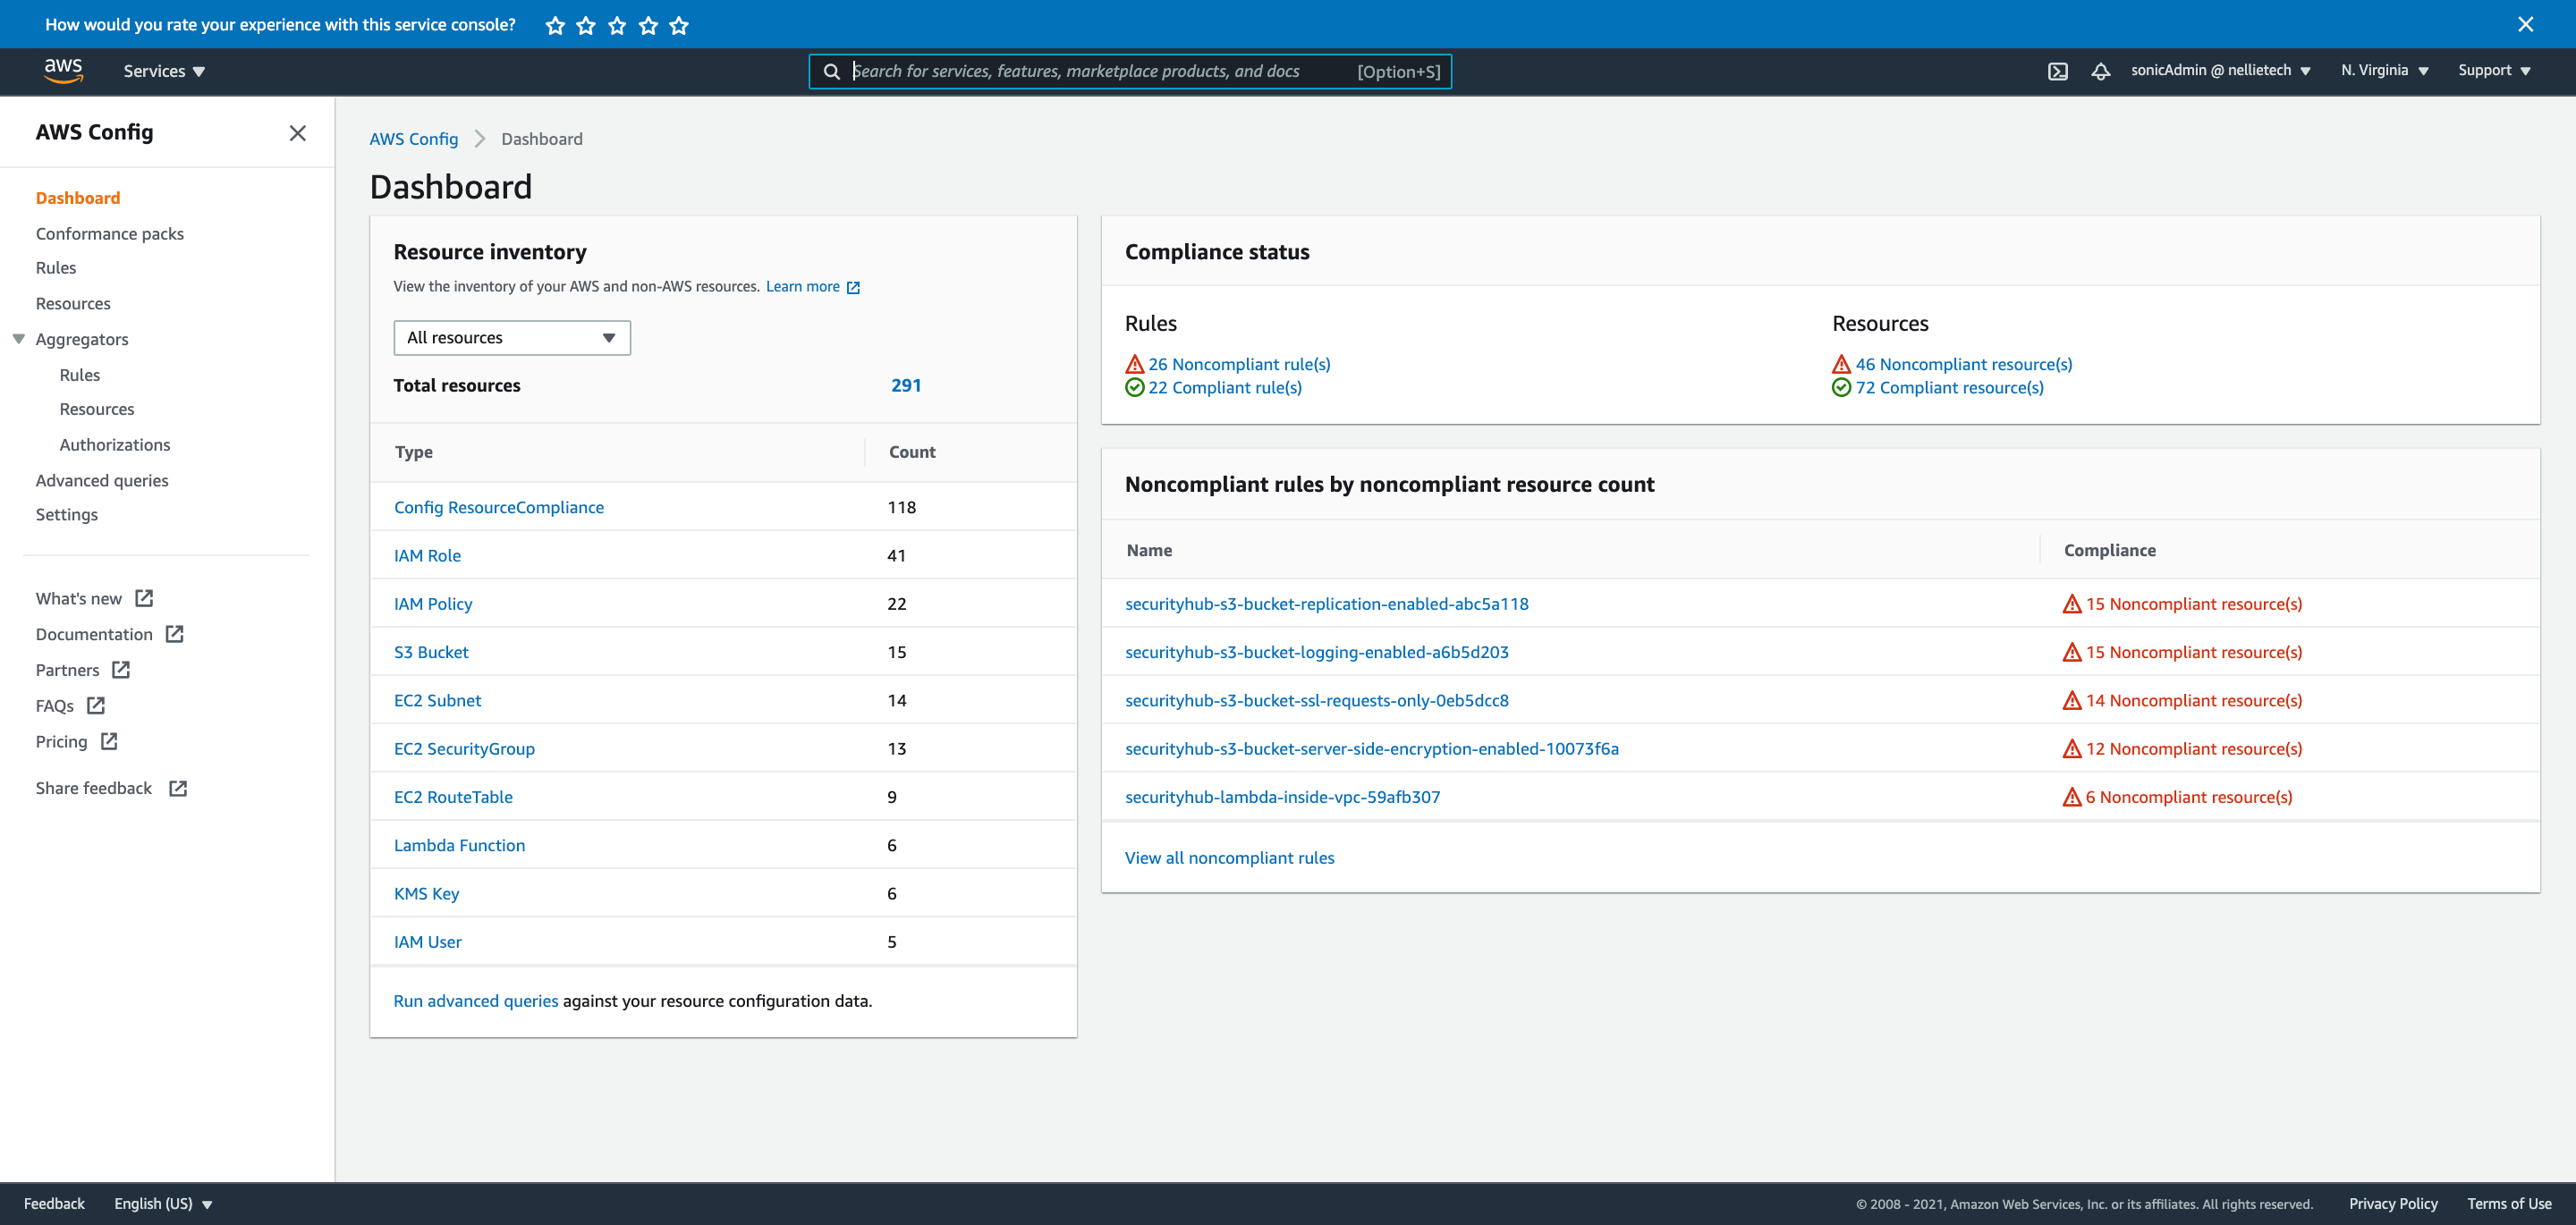 How would you rate your experience with this service console?
aws
Services
Search for services, features, marketplace products, and docs [Option+S]
sonicAdmin @ nellietech
N. Virginia
Support
AWS Config
Dashboard
Conformance packs
Rules
Resources
Aggregators
Rules
Resources
Authorizations
Advanced queries
Settings
What's new
Documentation
Partners
FAQs
Pricing
Share feedback
AWS Config Dashboard
Dashboard
Resource inventory
View the inventory of your AWS and non-AWS resources. Learn more
All resources
Total resources 291
Type Count
Config ResourceCompliance 118
IAM Role 41
IAM Policy 22
S3 Bucket 15
EC2 Subnet 14
EC2 SecurityGroup 13
EC2 RouteTable 9
Lambda Function 6
KMS Key 6
IAM User 5
Run advanced queries against your resource configuration data.
Compliance status
Rules
26 Noncompliant rule(s)
22 Compliant rule(s)
Resources
46 Noncompliant resource(s)
72 Compliant resource(s)
Noncompliant rules by noncompliant resource count
Name Compliance
securityhub-s3-bucket-replication-enabled-abc5a118 15 Noncompliant resource(s)
securityhub-s3-bucket-logging-enabled-a6b5d203 15 Noncompliant resource(s)
securityhub-s3-bucket-ssl-requests-only-0eb5dcc8 14 Noncompliant resource(s)
securityhub-s3-bucket-server-side-encryption-enabled-10073f6a 12 Noncompliant resource(s)
securityhub-lambda-inside-vpc-59afb307 6 Noncompliant resource(s)
View all noncompliant rules
Feedback
English (US)
© 2008 - 2021, Amazon Web Services, Inc. or its affiliates. All rights reserved.
Privacy Policy
Terms of Use